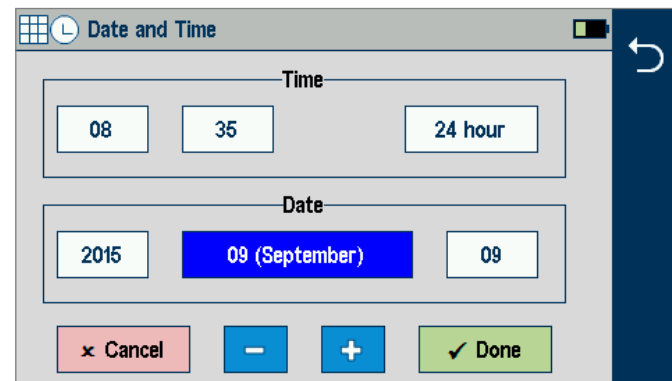 Date and Time
Time
08 35 24 hour
Date
2015 09 (September) 09
× Cancel − + ✓ Done